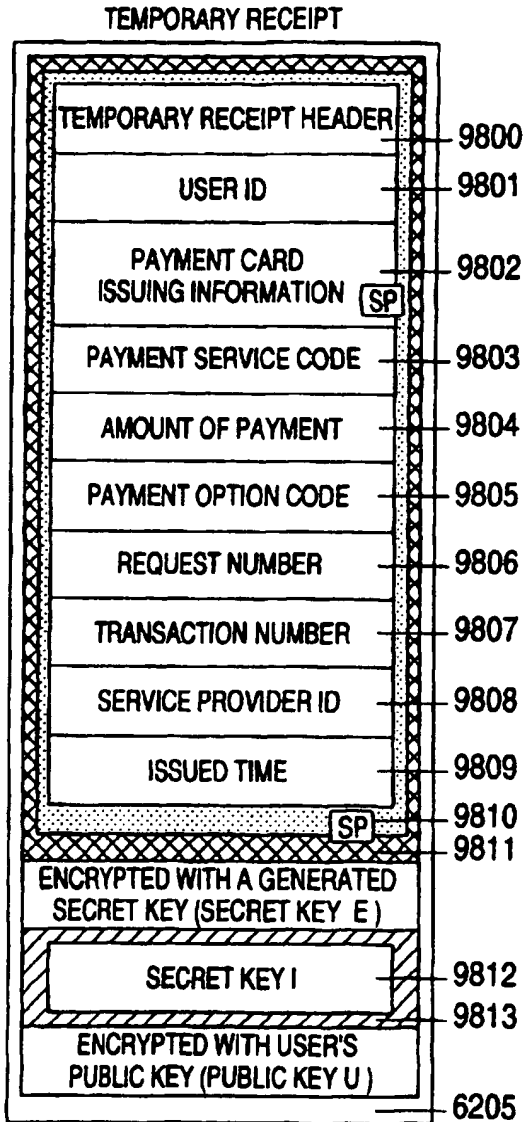 TEMPORARY RECEIPT
TEMPORARY RECEIPT HEADER
9800
USER ID
9801
PAYMENT CARD
ISSUING INFORMATION
SP
9802
PAYMENT SERVICE CODE
9803
AMOUNT OF PAYMENT
9804
PAYMENT OPTION CODE
9805
REQUEST NUMBER
9806
TRANSACTION NUMBER
9807
SERVICE PROVIDER ID
9808
ISSUED TIME
9809
SP
9810
9811
ENCRYPTED WITH A GENERATED
SECRET KEY (SECRET KEY E )
SECRET KEY I
9812
9813
ENCRYPTED WITH USER'S
PUBLIC KEY (PUBLIC KEY U )
6205